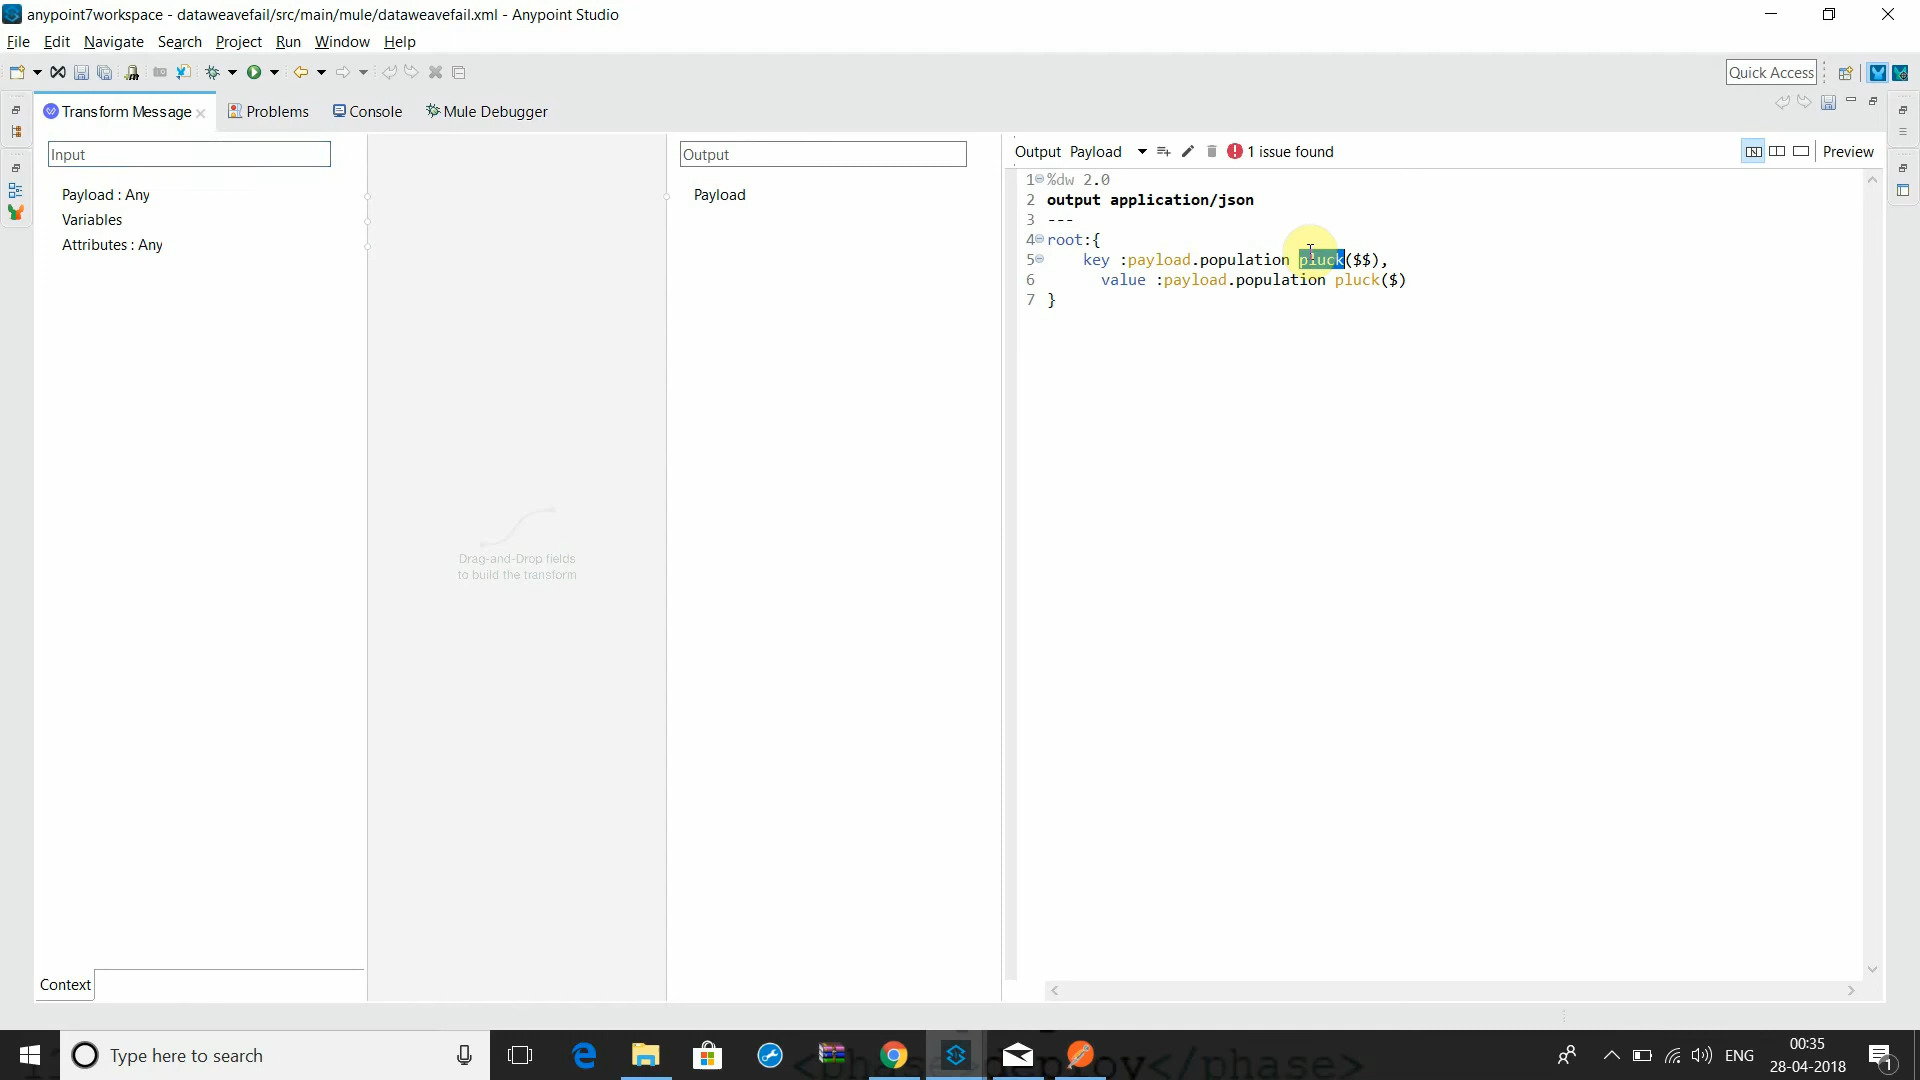 anypoint7workspace - dataweavefail/src/main/mule/dataweavefail.xml - Anypoint Studio
File Edit Navigate Search Project Run Window Help
Quick Access
Transform Message Problems Console Mule Debugger
Input
Output
Output Payload 1 issue found Preview
Payload : Any
Variables
Attributes : Any
Payload
1 %dw 2.0
2 output application/json
3 ---
4 root:{
5 key :payload.population pluck($$),
6 value :payload.population pluck($)
7 }
Drag-and-Drop fields
to build the transform
Context
Type here to search
<phase>deploy</phase>
ENG
00:35
28-04-2018
1